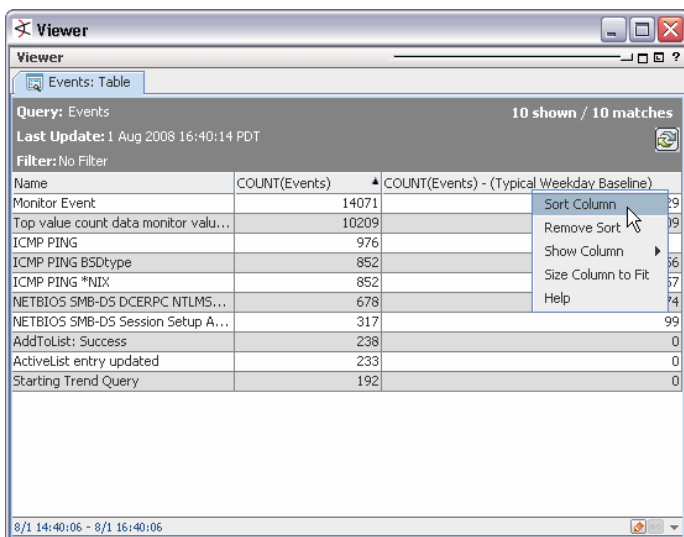 Viewer
Viewer
Events: Table
Query: Events 10 shown / 10 matches
Last Update: 1 Aug 2008 16:40:14 PDT
Filter: No Filter
Name COUNT(Events) COUNT(Events) - (Typical Weekday Baseline)
Monitor Event 14071 29
Top value count data monitor valu... 10209 09
ICMP PING 976
ICMP PING BSDtype 852 66
ICMP PING *NIX 852 57
NETBIOS SMB-DS DCERPC NTLMS... 678 74
NETBIOS SMB-DS Session Setup A... 317 99
AddToList: Success 238 0
ActiveList entry updated 233 0
Starting Trend Query 192 0
Sort Column
Remove Sort
Show Column
Size Column to Fit
Help
8/1 14:40:06 - 8/1 16:40:06